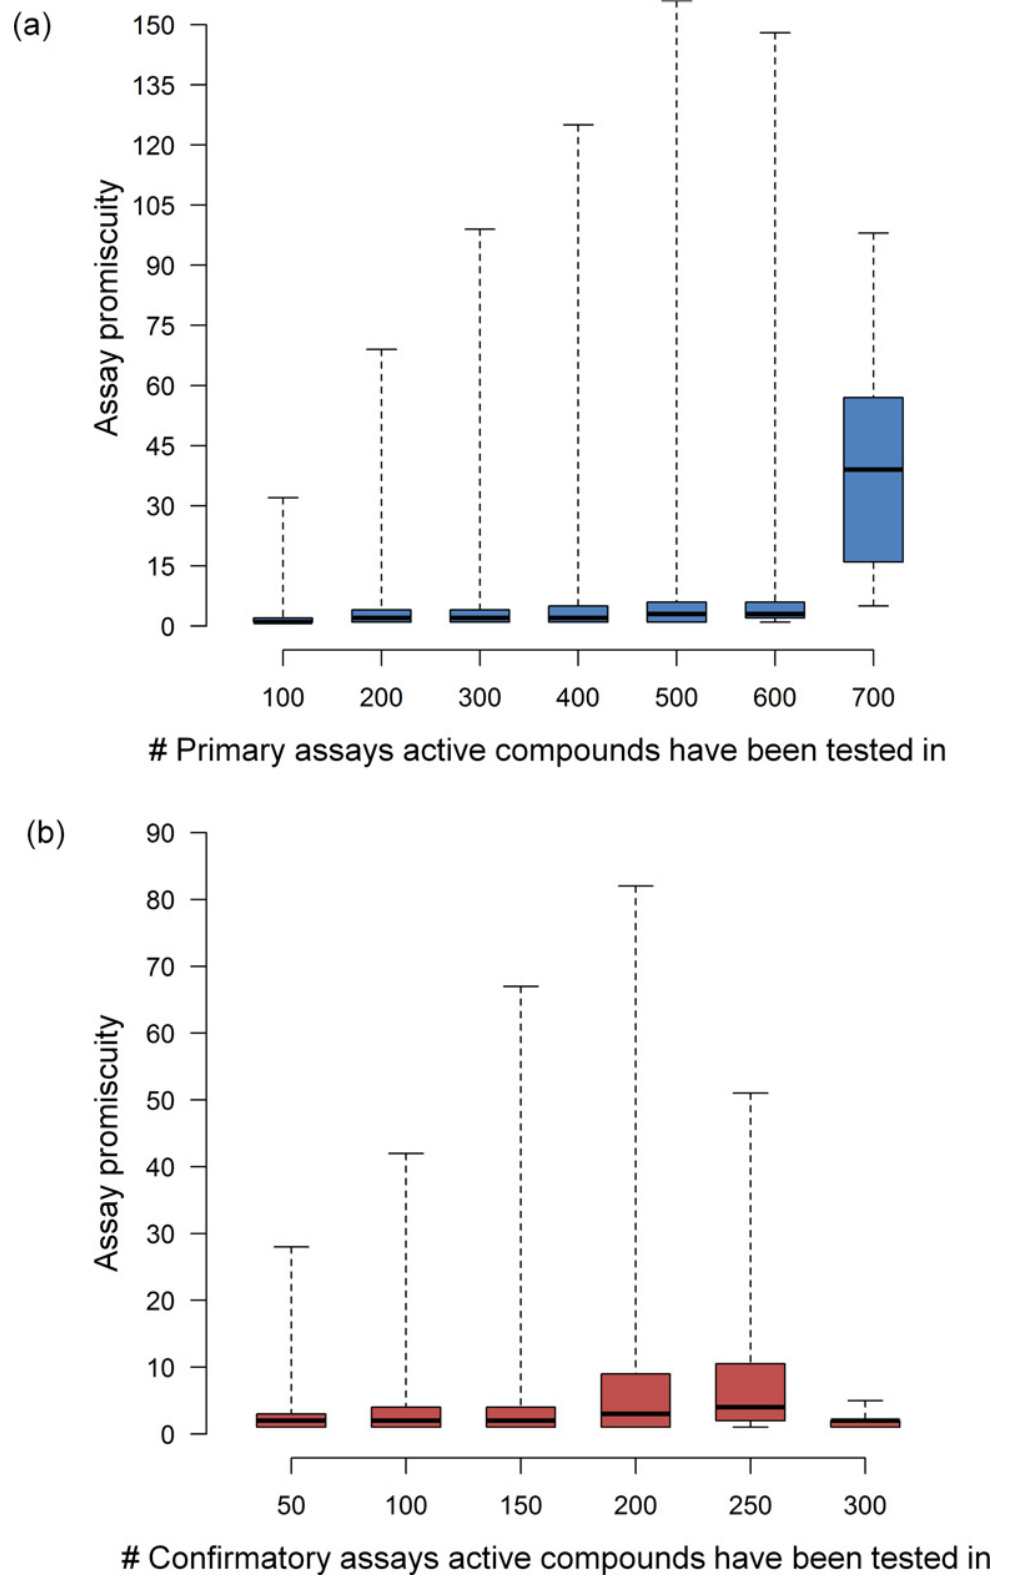 (a)
150
135
120
105
90
75
60
45
30
15
0
Assay promiscuity
100 200 300 400 500 600 700
# Primary assays active compounds have been tested in
(b)
90
80
70
60
50
40
30
20
10
0
Assay promiscuity
50 100 150 200 250 300
# Confirmatory assays active compounds have been tested in